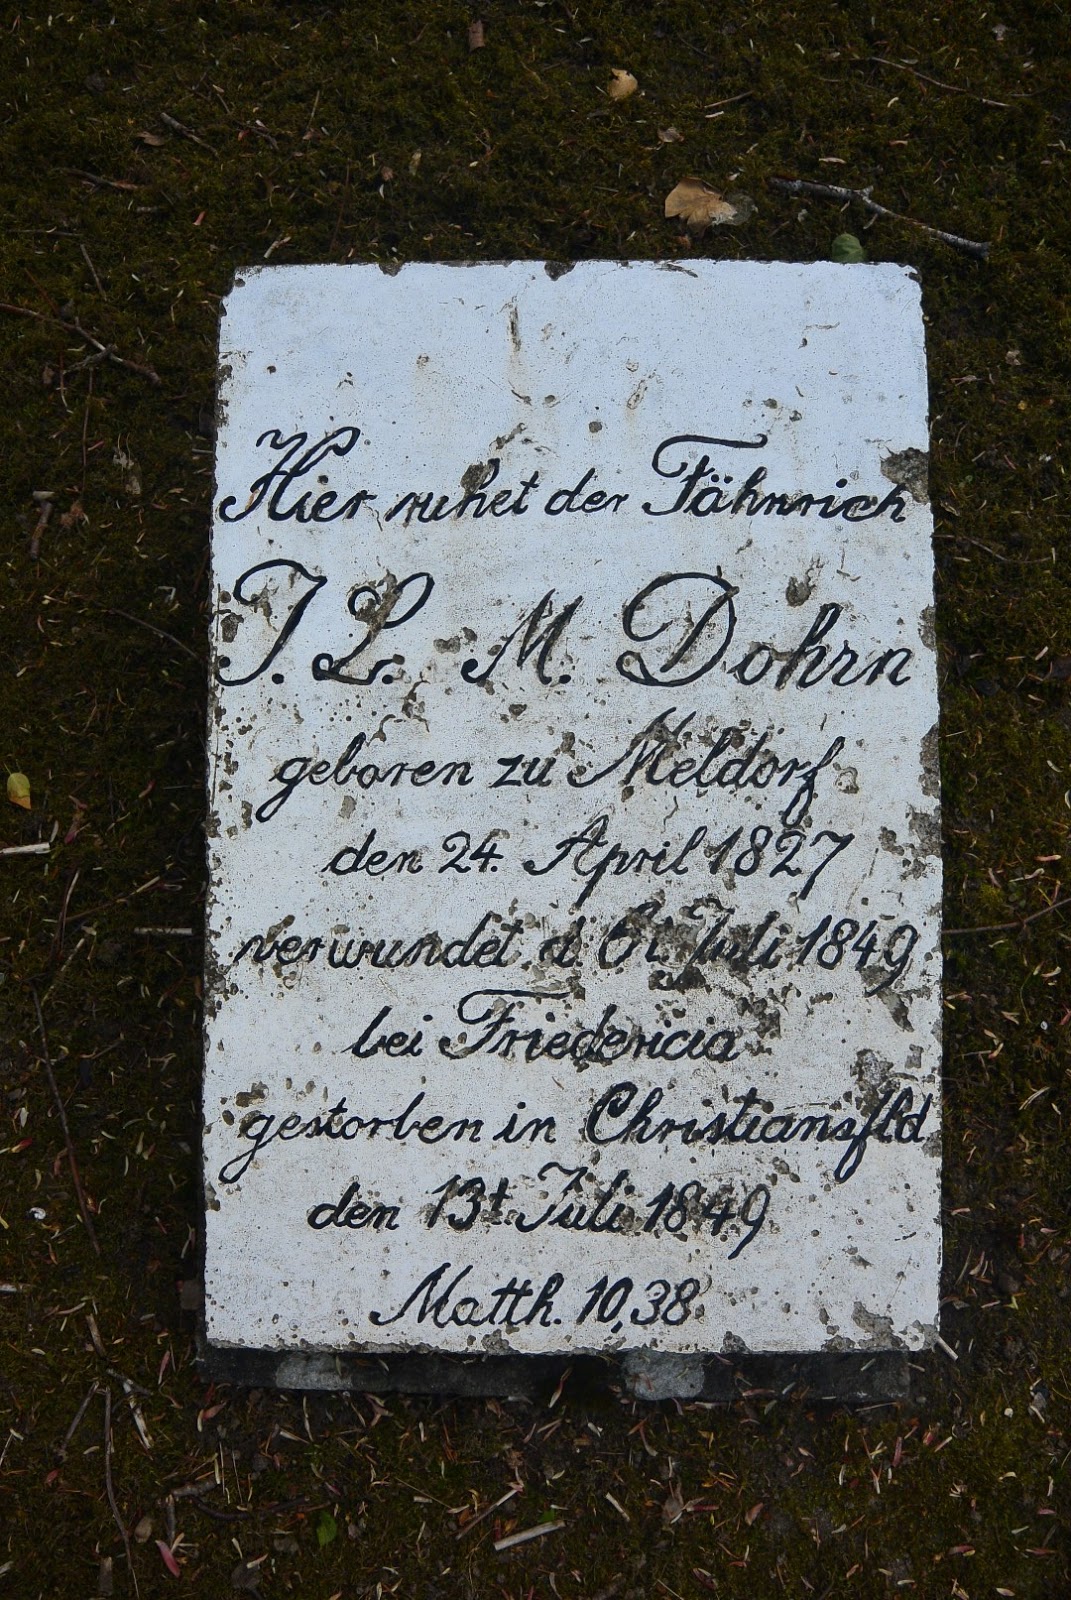 Hier ruhet der Fähnrich
J. L. M. Dohrn
geboren zu Meldorf
den 24. April 1827
verwundet d. 6t Juli 1849
bei Friedericia
gestorben in Christiansfld
den 13t Juli 1849
Matth. 10,38